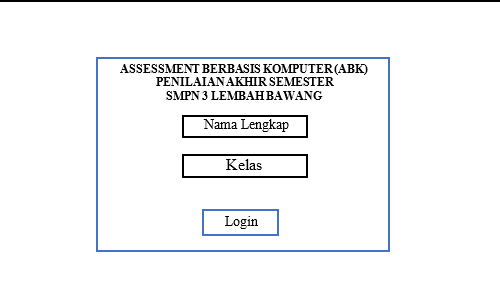 ASSESSMENT BERBASIS KOMPUTER (ABK)
PENILAIAN AKHIR SEMESTER
SMPN 3 LEMBAH BAWANG
Nama Lengkap
Kelas
Login